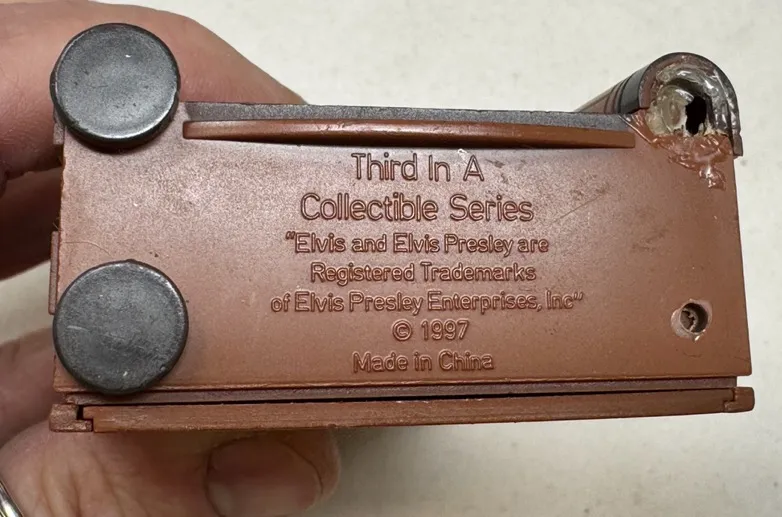 Third In A
Collectible Series
"Elvis and Elvis Presley are
Registered Trademarks
of Elvis Presley Enterprises, Inc"
© 1997
Made in China